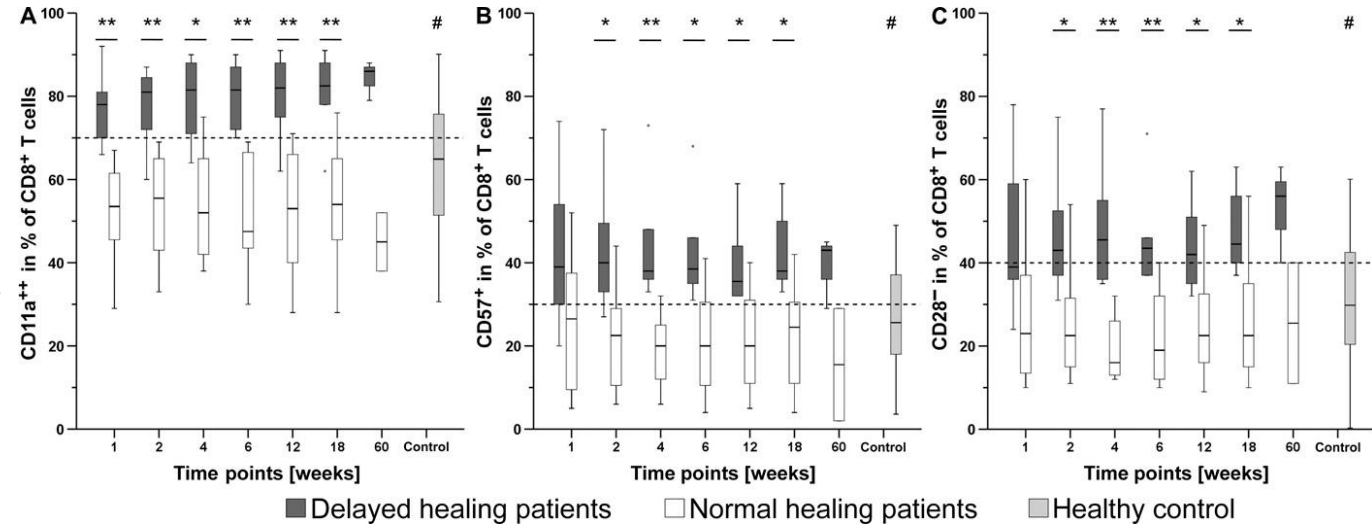 A
B
C
** ** * ** ** ** #
* ** * * * #
* ** ** * * #
100
80
60
40
20
0
CD11a++ in % of CD8+ T cells
1 2 4 6 12 18 60 Control
Time points [weeks]
100
80
60
40
20
0
CD57+ in % of CD8+ T cells
1 2 4 6 12 18 60 Control
Time points [weeks]
100
80
60
40
20
0
CD28− in % of CD8+ T cells
1 2 4 6 12 18 60 Control
Time points [weeks]
Delayed healing patients Normal healing patients Healthy control